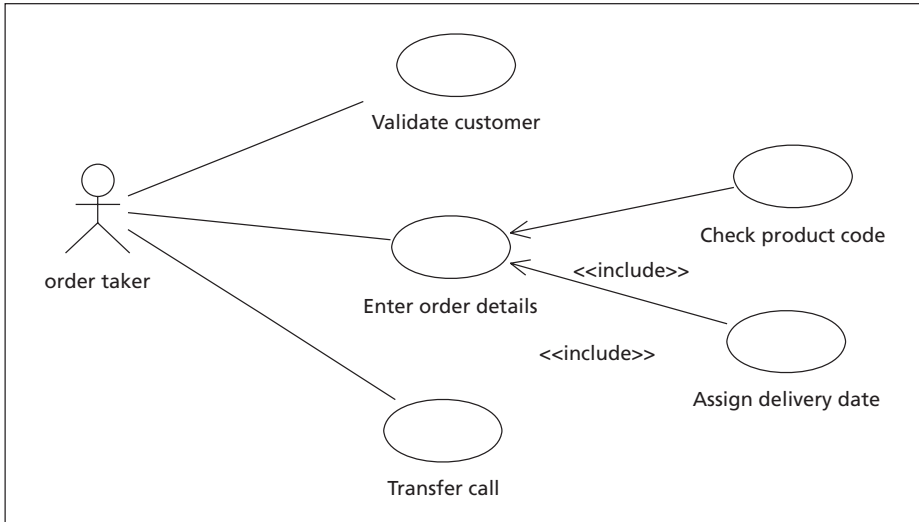 Validate customer
Check product code
order taker
<<include>>
Enter order details
<<include>>
Assign delivery date
Transfer call